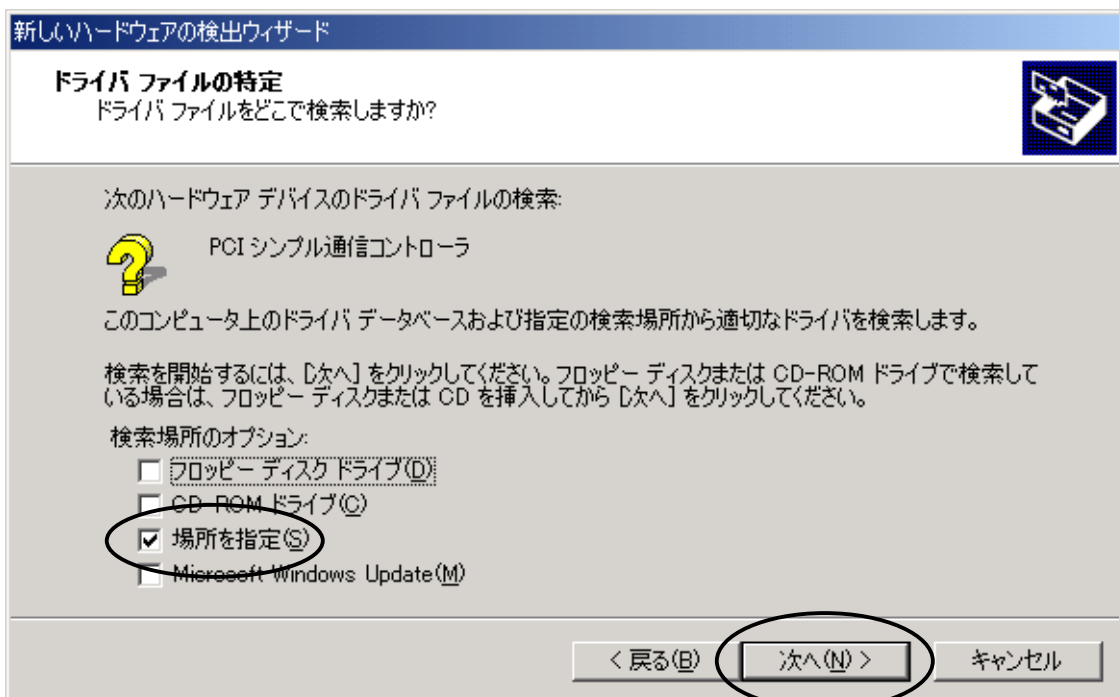 新しいハードウェアの検出ウィザード
ドライバ ファイルの特定
ドライバ ファイルをどこで検索しますか?
次のハードウェア デバイスのドライバ ファイルの検索:
PCI シンプル通信コントローラ
このコンピュータ上のドライバ データベースおよび指定の検索場所から適切なドライバを検索します。
検索を開始するには、[次へ] をクリックしてください。フロッピー ディスクまたは CD-ROM ドライブで検索して
いる場合は、フロッピー ディスクまたは CD を挿入してから [次へ] をクリックしてください。
検索場所のオプション:
フロッピー ディスク ドライブ(D)
CD-ROM ドライブ(C)
場所を指定(S)
Microsoft Windows Update(M)
< 戻る(B) 次へ(N) > キャンセル